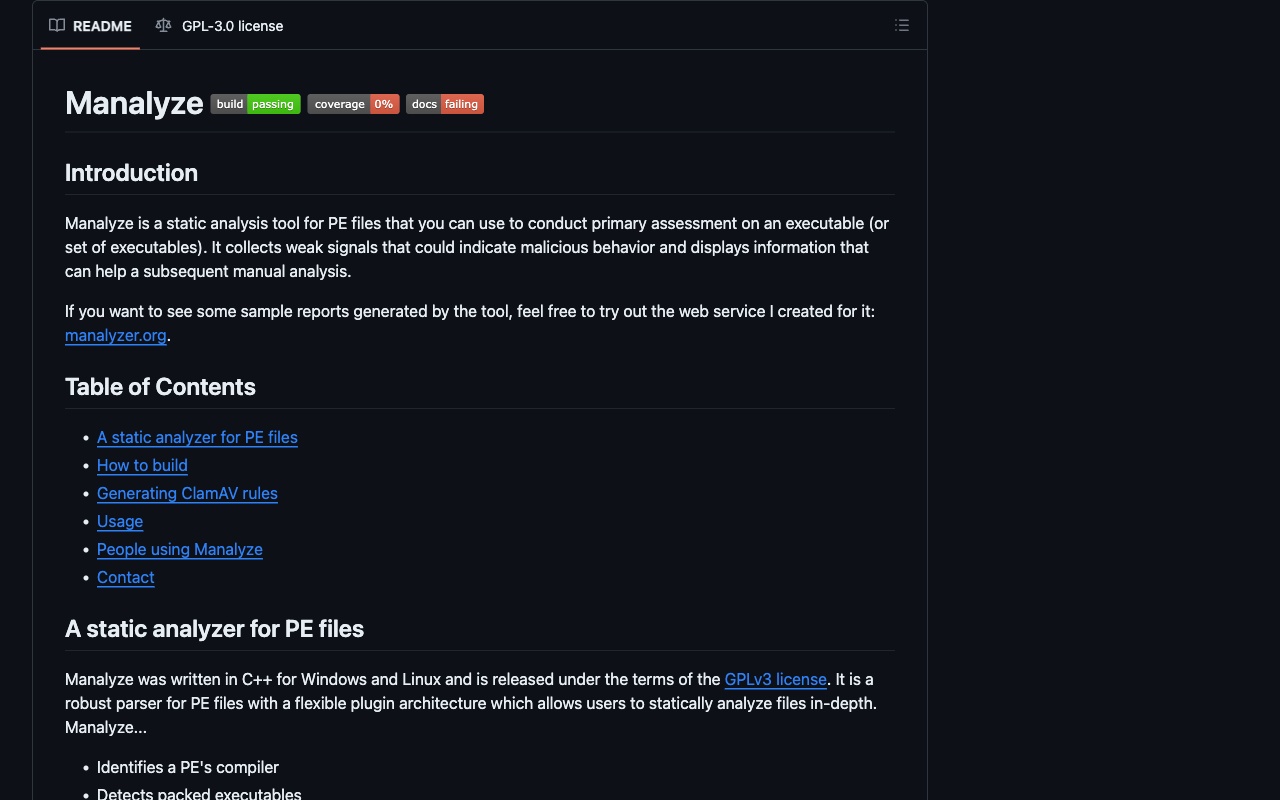 README
GPL-3.0 license
Manalyze build passing coverage 0% docs failing
Introduction
Manalyze is a static analysis tool for PE files that you can use to conduct primary assessment on an executable (or
set of executables). It collects weak signals that could indicate malicious behavior and displays information that
can help a subsequent manual analysis.
If you want to see some sample reports generated by the tool, feel free to try out the web service I created for it:
manalyzer.org.
Table of Contents
• A static analyzer for PE files
• How to build
• Generating ClamAV rules
• Usage
• People using Manalyze
• Contact
A static analyzer for PE files
Manalyze was written in C++ for Windows and Linux and is released under the terms of the GPLv3 license. It is a
robust parser for PE files with a flexible plugin architecture which allows users to statically analyze files in-depth.
Manalyze...
• Identifies a PE's compiler
• Detects packed executables